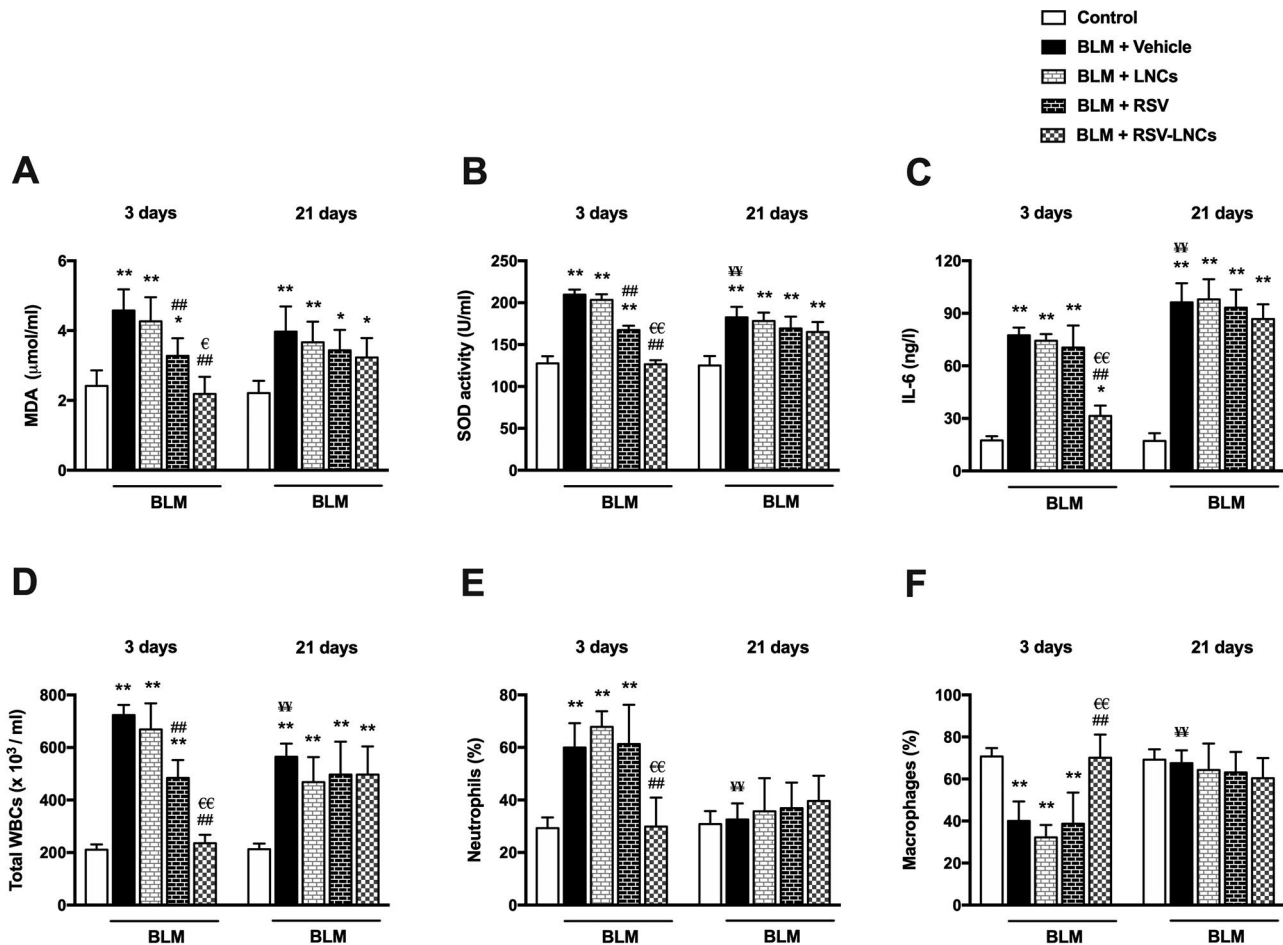 Control
BLM + Vehicle
BLM + LNCs
BLM + RSV
BLM + RSV-LNCs
A
3 days
21 days
MDA (μmol/ml)
6
4
2
0
** ** ## * € ##
** ** * *
BLM
BLM
B
3 days
21 days
SOD activity (U/ml)
250
200
150
100
50
0
** ** ## ** €€ ##
¥¥ ** ** ** **
BLM
BLM
C
3 days
21 days
IL-6 (ng/l)
120
90
60
30
0
** ** ** €€ ## *
¥¥ ** ** ** **
BLM
BLM
D
3 days
21 days
Total WBCs (x 10³ / ml)
800
600
400
200
0
** ** ## ** €€ ##
¥¥ ** ** ** **
BLM
BLM
E
3 days
21 days
Neutrophils (%)
80
60
40
20
0
** ** ** €€ ##
¥¥
BLM
BLM
F
3 days
21 days
Macrophages (%)
100
80
60
40
20
0
** ** ** €€ ##
¥¥
BLM
BLM